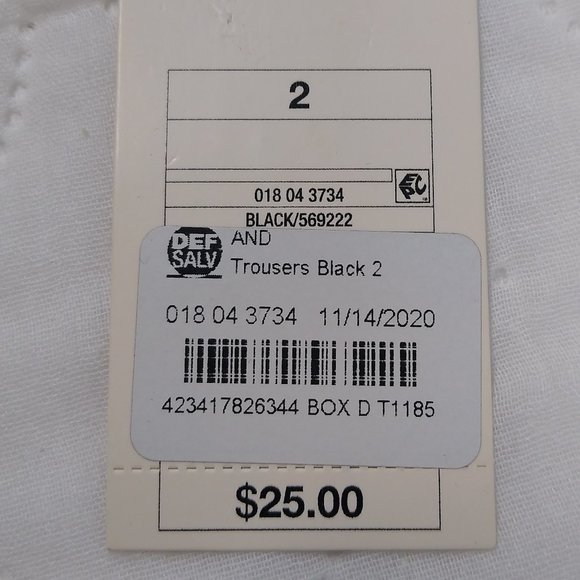 2
018 04 3734
EPC
BLACK/569222
DEF
SALV
AND
Trousers Black 2
018 04 3734 11/14/2020
423417826344 BOX D T1185
$25.00